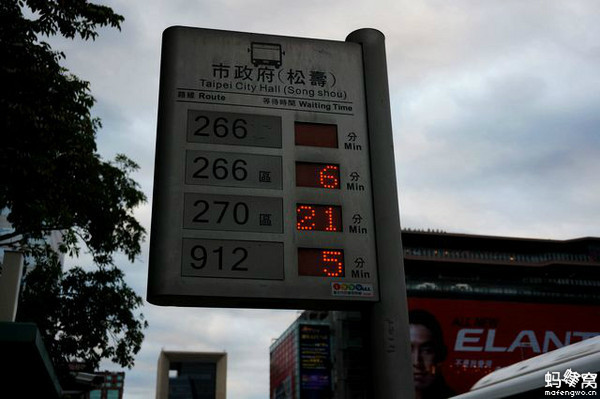 市政府(松壽)
Taipei City Hall (Song shou)
路線 Route 等待時間 Waiting Time
266 分 Min
266 區 6 分 Min
270 區 21 分 Min
912 5 分 Min
ELANT
蚂蜂窝
mafengwo.cn